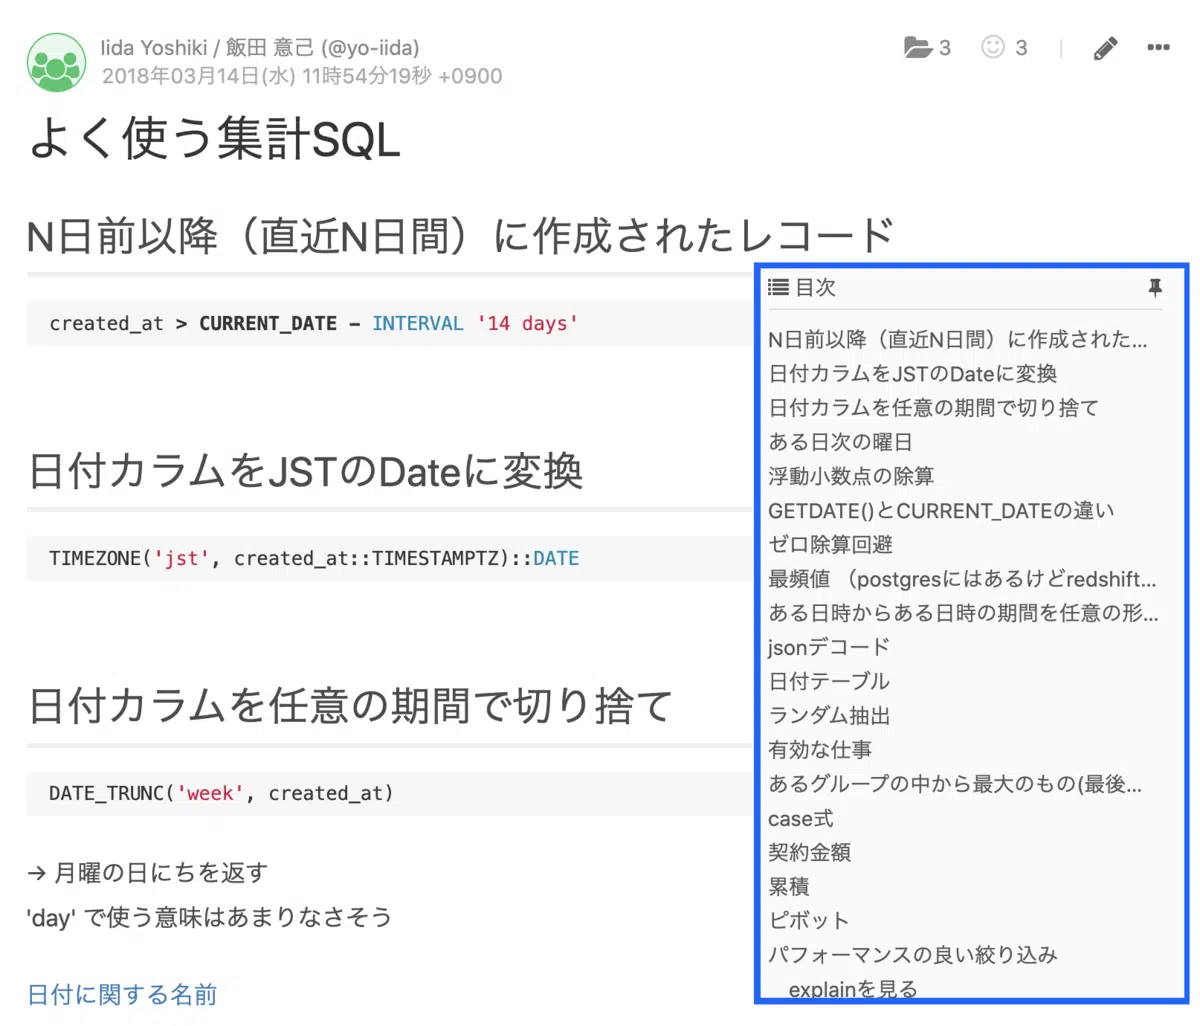 Iida Yoshiki / 飯田 意己 (@yo-iida)
2018年03月14日(水) 11時54分19秒 +0900
3
3
よく使う集計SQL
N日前以降（直近N日間）に作成されたレコード
created_at > CURRENT_DATE - INTERVAL '14 days'
日付カラムをJSTのDateに変換
TIMEZONE('jst', created_at::TIMESTAMPTZ)::DATE
日付カラムを任意の期間で切り捨て
DATE_TRUNC('week', created_at)
→ 月曜の日にちを返す
'day' で使う意味はあまりなさそう
日付に関する名前
目次
N日前以降（直近N日間）に作成された...
日付カラムをJSTのDateに変換
日付カラムを任意の期間で切り捨て
ある日次の曜日
浮動小数点の除算
GETDATE()とCURRENT_DATEの違い
ゼロ除算回避
最頻値 （postgresにはあるけどredshift...
ある日時からある日時の期間を任意の形...
jsonデコード
日付テーブル
ランダム抽出
有効な仕事
あるグループの中から最大のもの(最後...
case式
契約金額
累積
ピボット
パフォーマンスの良い絞り込み
explainを見る